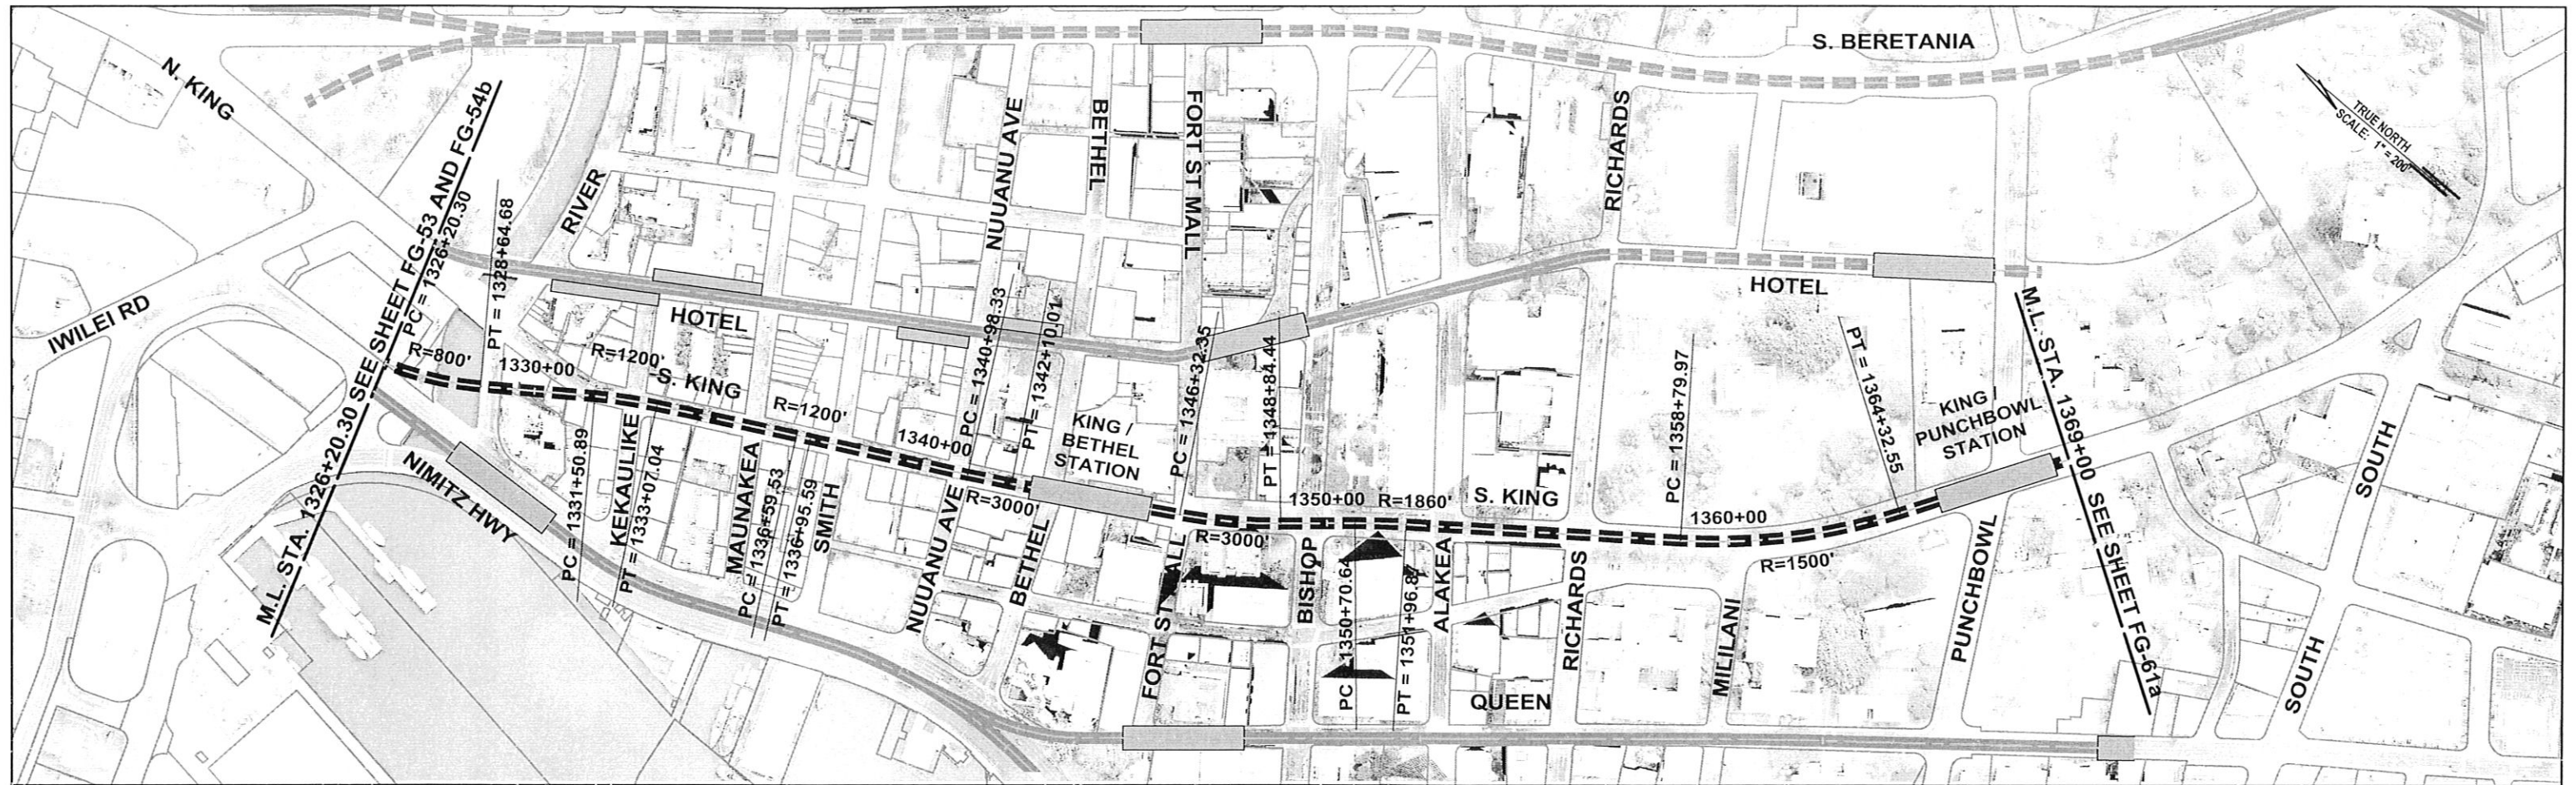 N. KING
S. BERETANIA
M.L. STA. 1326+20.30 SEE SHEET FG-53 AND FG-54b
PC = 1326+20.30
PT = 1328+64.68
RIVER
NUUANU AVE
BETHEL
FORT ST MALL
RICHARDS
TRUE NORTH
SCALE: 1" = 200'
IWILEI RD
HOTEL
HOTEL
R=800'
1330+00
R=1200'
S. KING
R=1200'
1340+00
PC = 1340+98.33
PT = 1342+10.01
KING /
BETHEL
STATION
PC = 1346+32.35
PT = 1348+84.44
PC = 1358+79.97
PT = 1364+32.55
KING /
PUNCHBOWL
STATION
M.L. STA. 1369+00 SEE SHEET FG-61a
NIMITZ HWY
PC = 1331+50.89
KEKAULIKE
PT = 1333+07.04
MAUNAKEA
PC = 1336+59.53
PT = 1336+95.59
SMITH
NUUANU AVE
R=3000'
BETHEL
FORT ST MALL
R=3000'
1350+00
R=1860'
S. KING
1360+00
R=1500'
BISHOP
PC 1350+70.64
PT = 1351+96.8
ALAKEA
RICHARDS
QUEEN
MILILANI
PUNCHBOWL
SOUTH
SOUTH